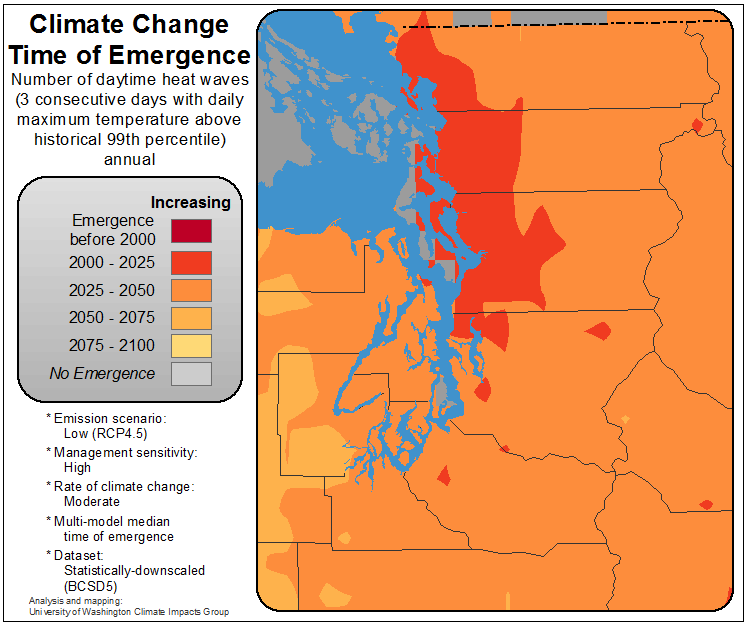 Climate Change
Time of Emergence
Number of daytime heat waves
(3 consecutive days with daily
maximum temperature above
historical 99th percentile)
annual
Increasing
Emergence
before 2000
2000 - 2025
2025 - 2050
2050 - 2075
2075 - 2100
No Emergence
* Emission scenario:
Low (RCP4.5)
* Management sensitivity:
High
* Rate of climate change:
Moderate
* Multi-model median
time of emergence
* Dataset:
Statistically-downscaled
(BCSD5)
Analysis and mapping:
University of Washington Climate Impacts Group